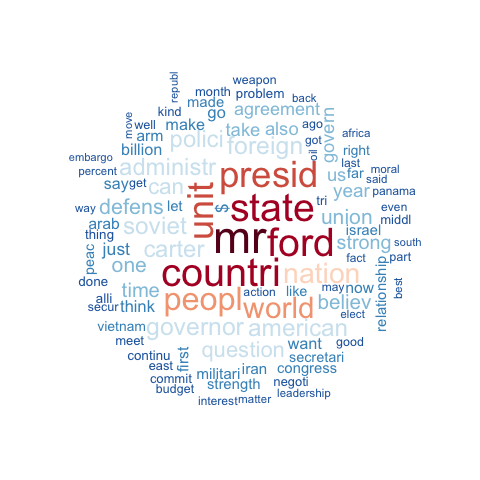 weapon
republ
month problem back
kind made go agreement
move well arm make take also ago got africa
embargo billion polici foreign govern oil right
percent administr presid us far last moral
say get can unit state tri year said panama
way defens let $ union even middl
arab soviet mr ford strong south
thing just carter fact part
peac one countri nation relationship
done time peopl world action like may now best
alli secur think believ elect
vietnam governor american good
meet first question want secretari
continu east militari iran congress
commit strength negoti
budget interest matter leadership